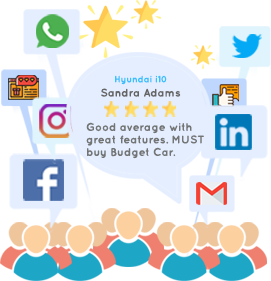 Hyundai i10
Sandra Adams
Good average with
great features. MUST
buy Budget Car.